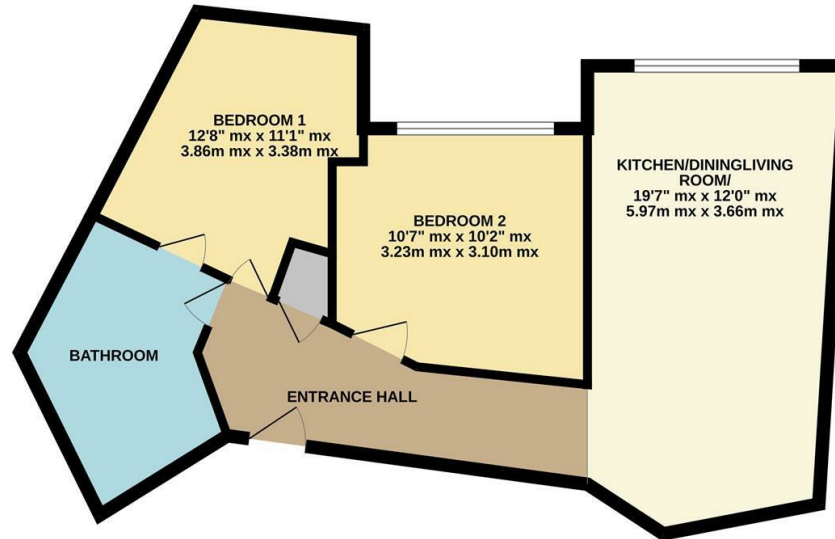 BEDROOM 1
12'8" mx x 11'1" mx
3.86m mx x 3.38m mx
BEDROOM 2
10'7" mx x 10'2" mx
3.23m mx x 3.10m mx
KITCHEN/DININGLIVING
ROOM/
19'7" mx x 12'0" mx
5.97m mx x 3.66m mx
BATHROOM
ENTRANCE HALL